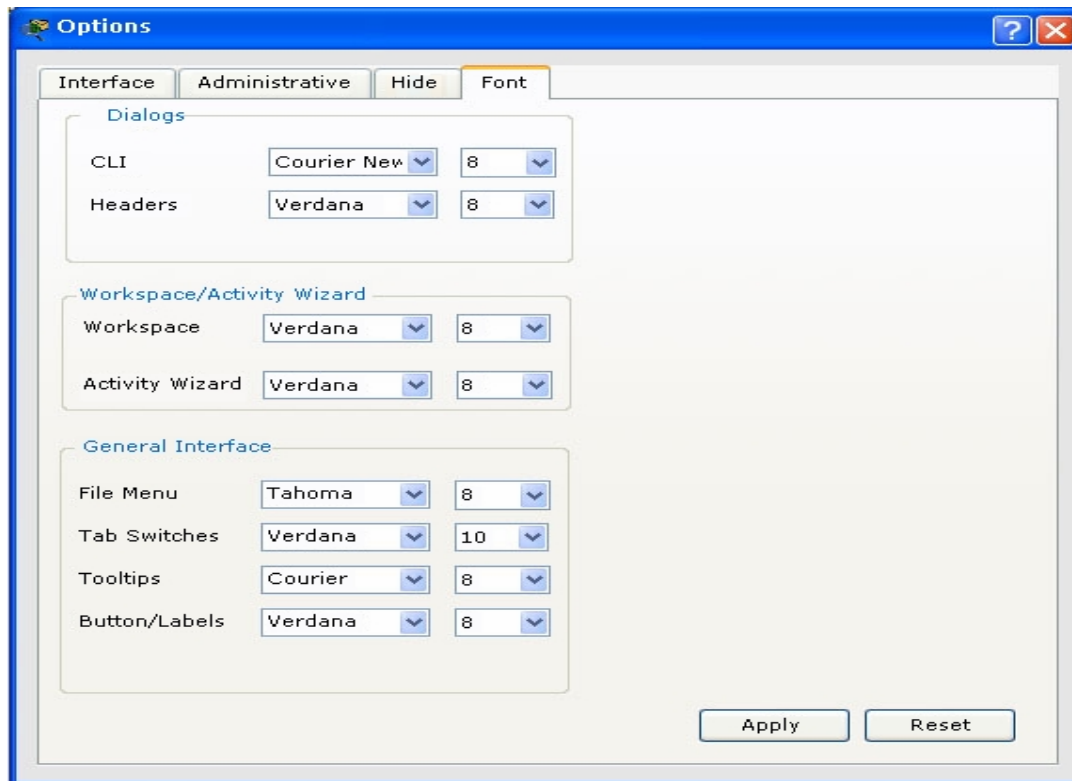 Options
Interface Administrative Hide Font
Dialogs
CLI Courier New 8
Headers Verdana 8
Workspace/Activity Wizard
Workspace Verdana 8
Activity Wizard Verdana 8
General Interface
File Menu Tahoma 8
Tab Switches Verdana 10
Tooltips Courier 8
Button/Labels Verdana 8
Apply Reset